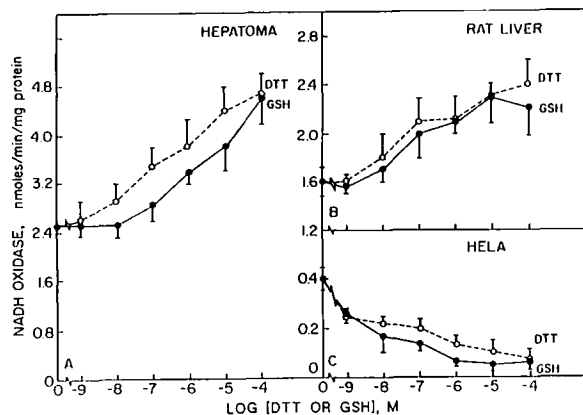 HEPATOMA
4.8
4.0
3.2
2.4
1.6
.8
0
A
DTT
GSH
0 -9 -8 -7 -6 -5 -4
RAT LIVER
2.8
2.4
2.0
1.6
1.2
B
DTT
GSH
HELA
0.4
0.2
0
C
DTT
GSH
0 -9 -8 -7 -6 -5 -4
NADH OXIDASE, nmoles/min/mg protein
LOG [DTT OR GSH], M